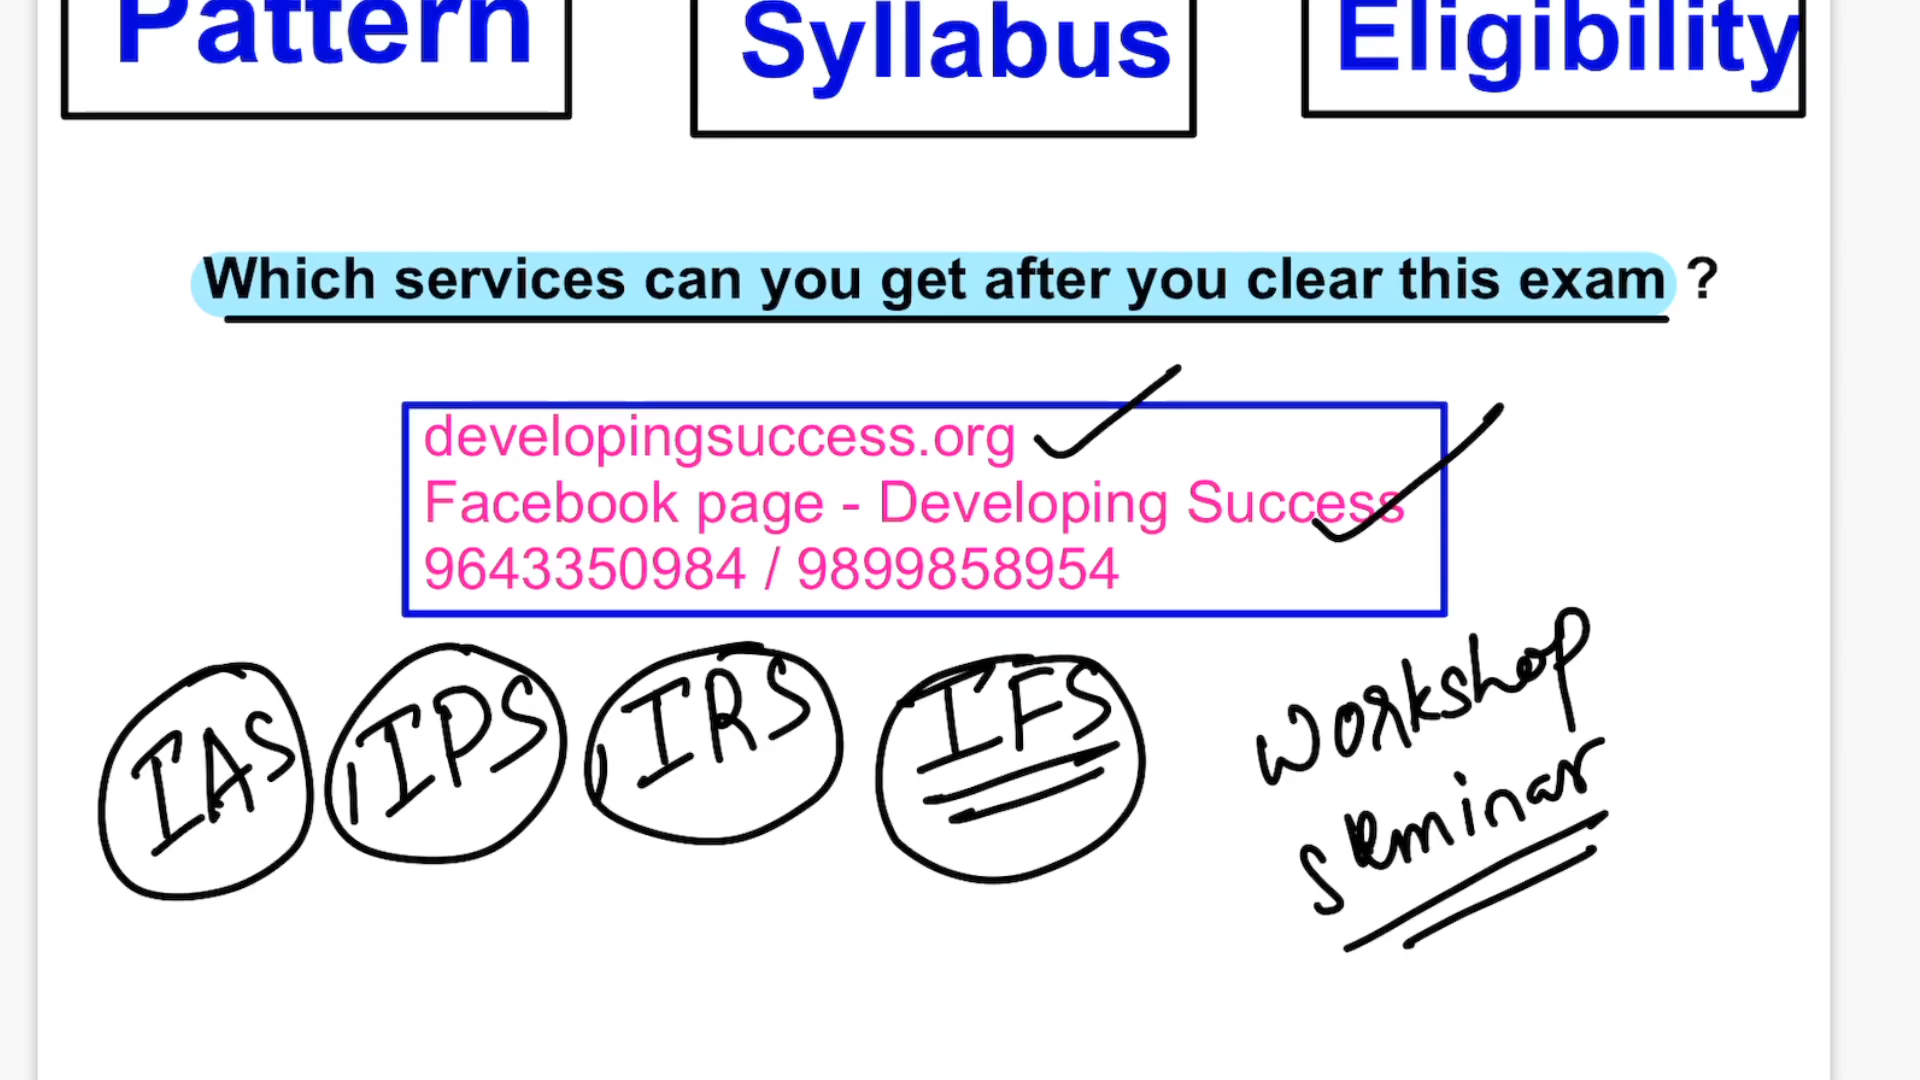 Pattern Syllabus Eligibility
Which services can you get after you clear this exam ?
developingsuccess.org
Facebook page - Developing Success
9643350984 / 9899858954
IAS IPS IRS IFS
Workshop
Seminar